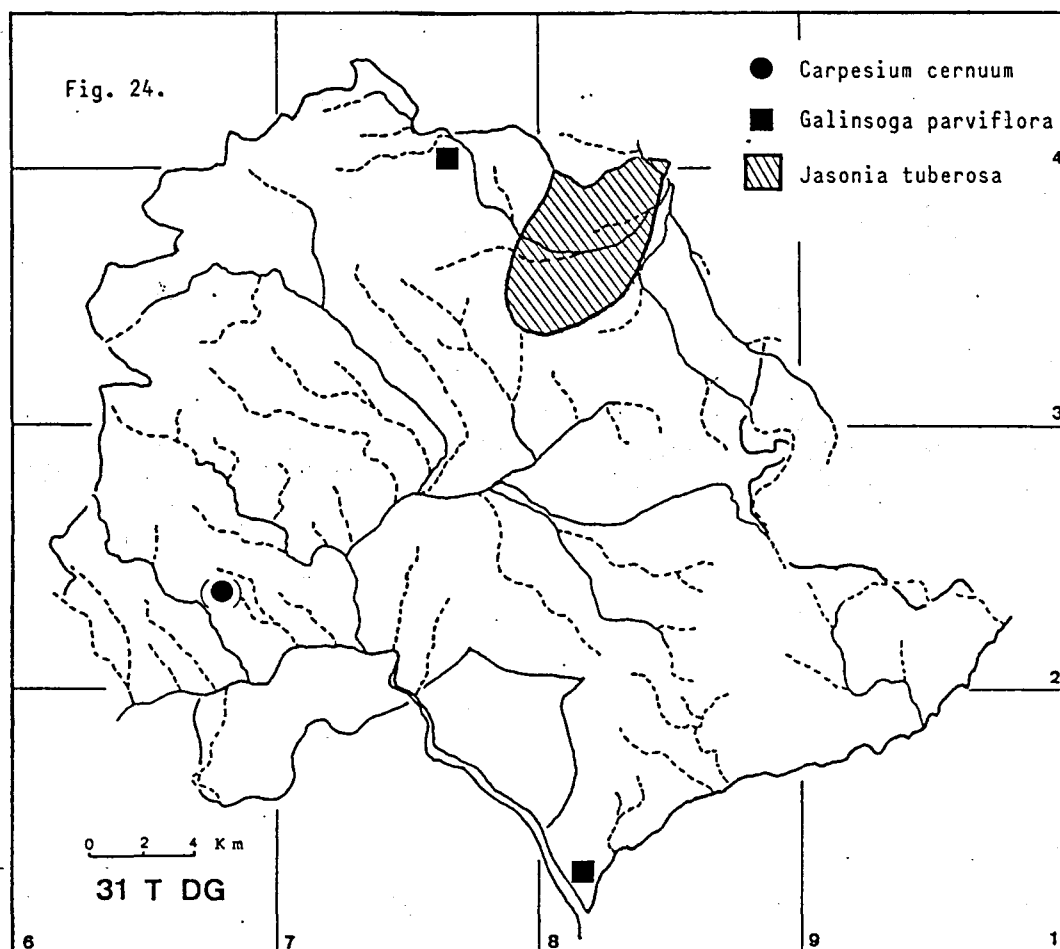 Fig. 24.
Carpesium cernuum
Galinsoga parviflora
Jasonia tuberosa
4
3
2
0 2 4 Km
31 T DG
6 7 8 9 1